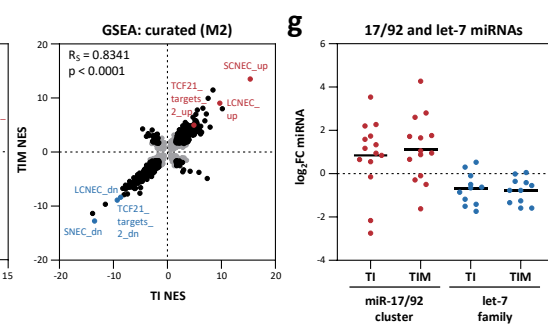 GSEA: curated (M2)
20
10
0
-10
-20
TIM NES
R_S = 0.8341
p < 0.0001
SCNEC_up
TCF21_
targets_
2_up
LCNEC_
up
LCNEC_dn
TCF21_
targets_
2_dn
SNEC_dn
15
-20
-10
0
10
20
TI NES
g
17/92 and let-7 miRNAs
6
4
2
0
-2
-4
log2FC miRNA
TI
TIM
TI
TIM
miR-17/92
cluster
let-7
family